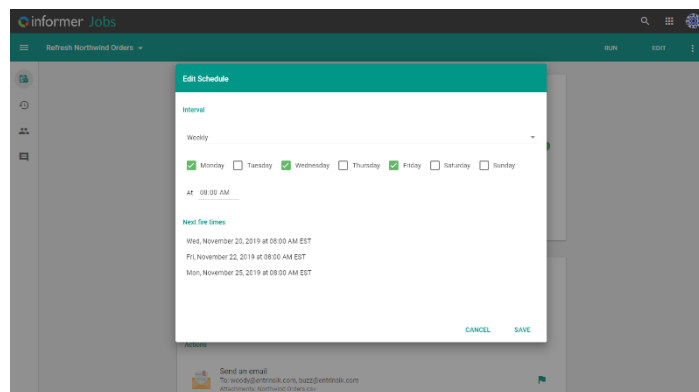 informer Jobs
Refresh Northwind Orders
RUN
EDIT
Edit Schedule
Interval
Weekly
Monday Tuesday Wednesday Thursday Friday Saturday Sunday
At 08:00 AM
Next fire times
Wed, November 20, 2019 at 08:00 AM EST
Fri, November 22, 2019 at 08:00 AM EST
Mon, November 25, 2019 at 08:00 AM EST
CANCEL SAVE
Actions
Send an email
To: woody@entrinsik.com, buzz@entrinsik.com
Attachments: Northwind Orders.csv